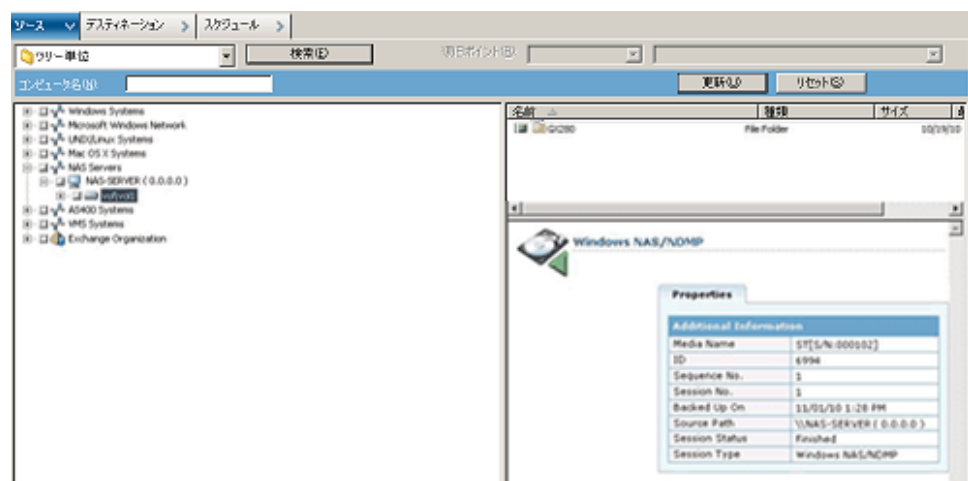 ソース デスティネーション スケジュール
ツリー単位 検索(E) 復旧ポイント(B):
コンピュータ名(N): 更新(U) リセット(S)
Windows Systems
Microsoft Windows Network
UNIX/Linux Systems
Mac OS X Systems
NAS Servers
NAS-SERVER ( 0.0.0.0 )
vol\vol1
AS400 Systems
VMS Systems
Exchange Organization
名前 種類 サイズ
GX280 File Folder 10/19/10
Windows NAS/NDMP
Properties
Additional Information
Media Name ST[S/N:000102]
ID 6994
Sequence No. 1
Session No. 1
Backed Up On 11/01/10 1:28 PM
Source Path \\NAS-SERVER ( 0.0.0.0 )
Session Status Finished
Session Type Windows NAS/NDMP